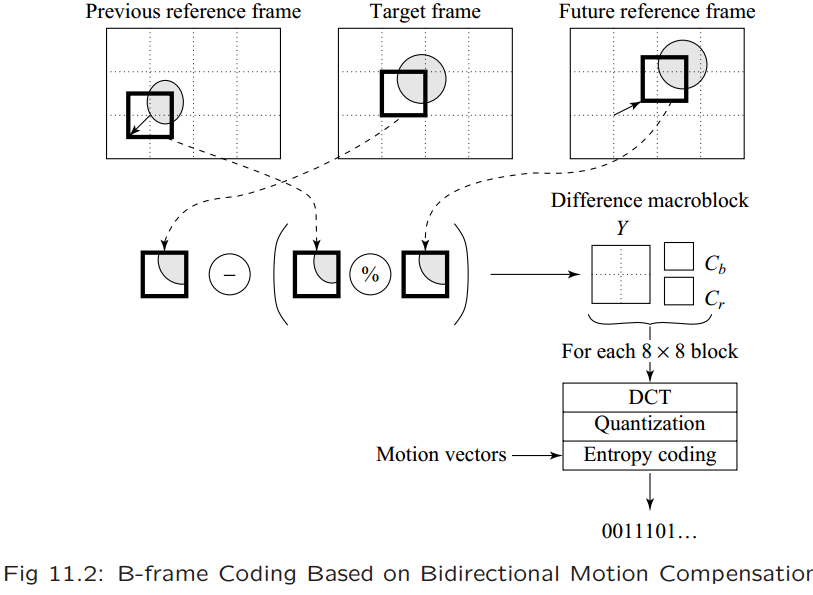 Previous reference frame
Target frame
Future reference frame
Difference macroblock
Y
− ( % )
C_b
C_r
For each 8 × 8 block
DCT
Quantization
Motion vectors
Entropy coding
0011101…
Fig 11.2: B-frame Coding Based on Bidirectional Motion Compensation